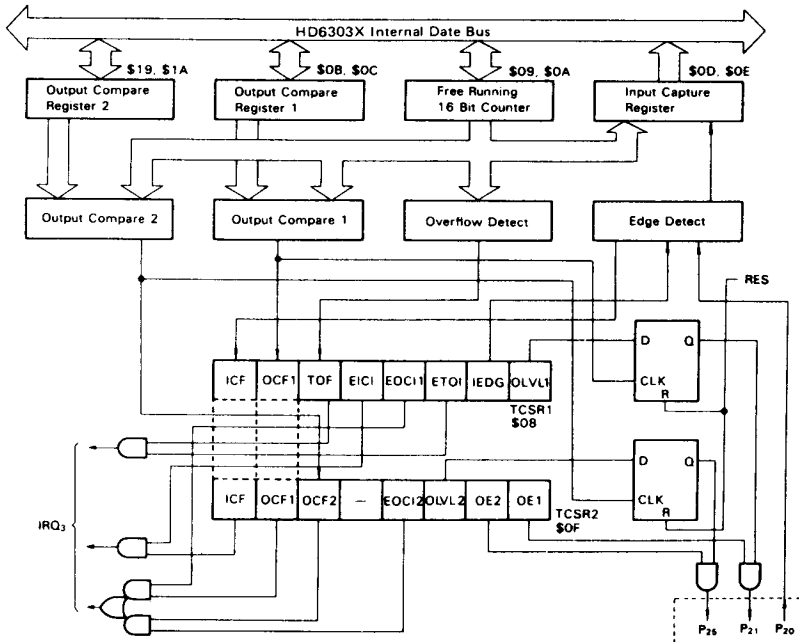 HD6303X Internal Date Bus
$19, $1A
$0B, $0C
$09, $0A
$0D, $0E
Output Compare
Register 2
Output Compare
Register 1
Free Running
16 Bit Counter
Input Capture
Register
Output Compare 2
Output Compare 1
Overflow Detect
Edge Detect
RES
D
Q
CLK
R
ICF
OCF1
TOF
EICI
EOCI1
ETOI
IEDG
OLVL1
TCSR1
$08
D
Q
CLK
R
ICF
OCF1
OCF2
—
EOCI2
OLVL2
OE2
OE1
TCSR2
$0F
IRQ₃
P₂₅
P₂₁
P₂₀